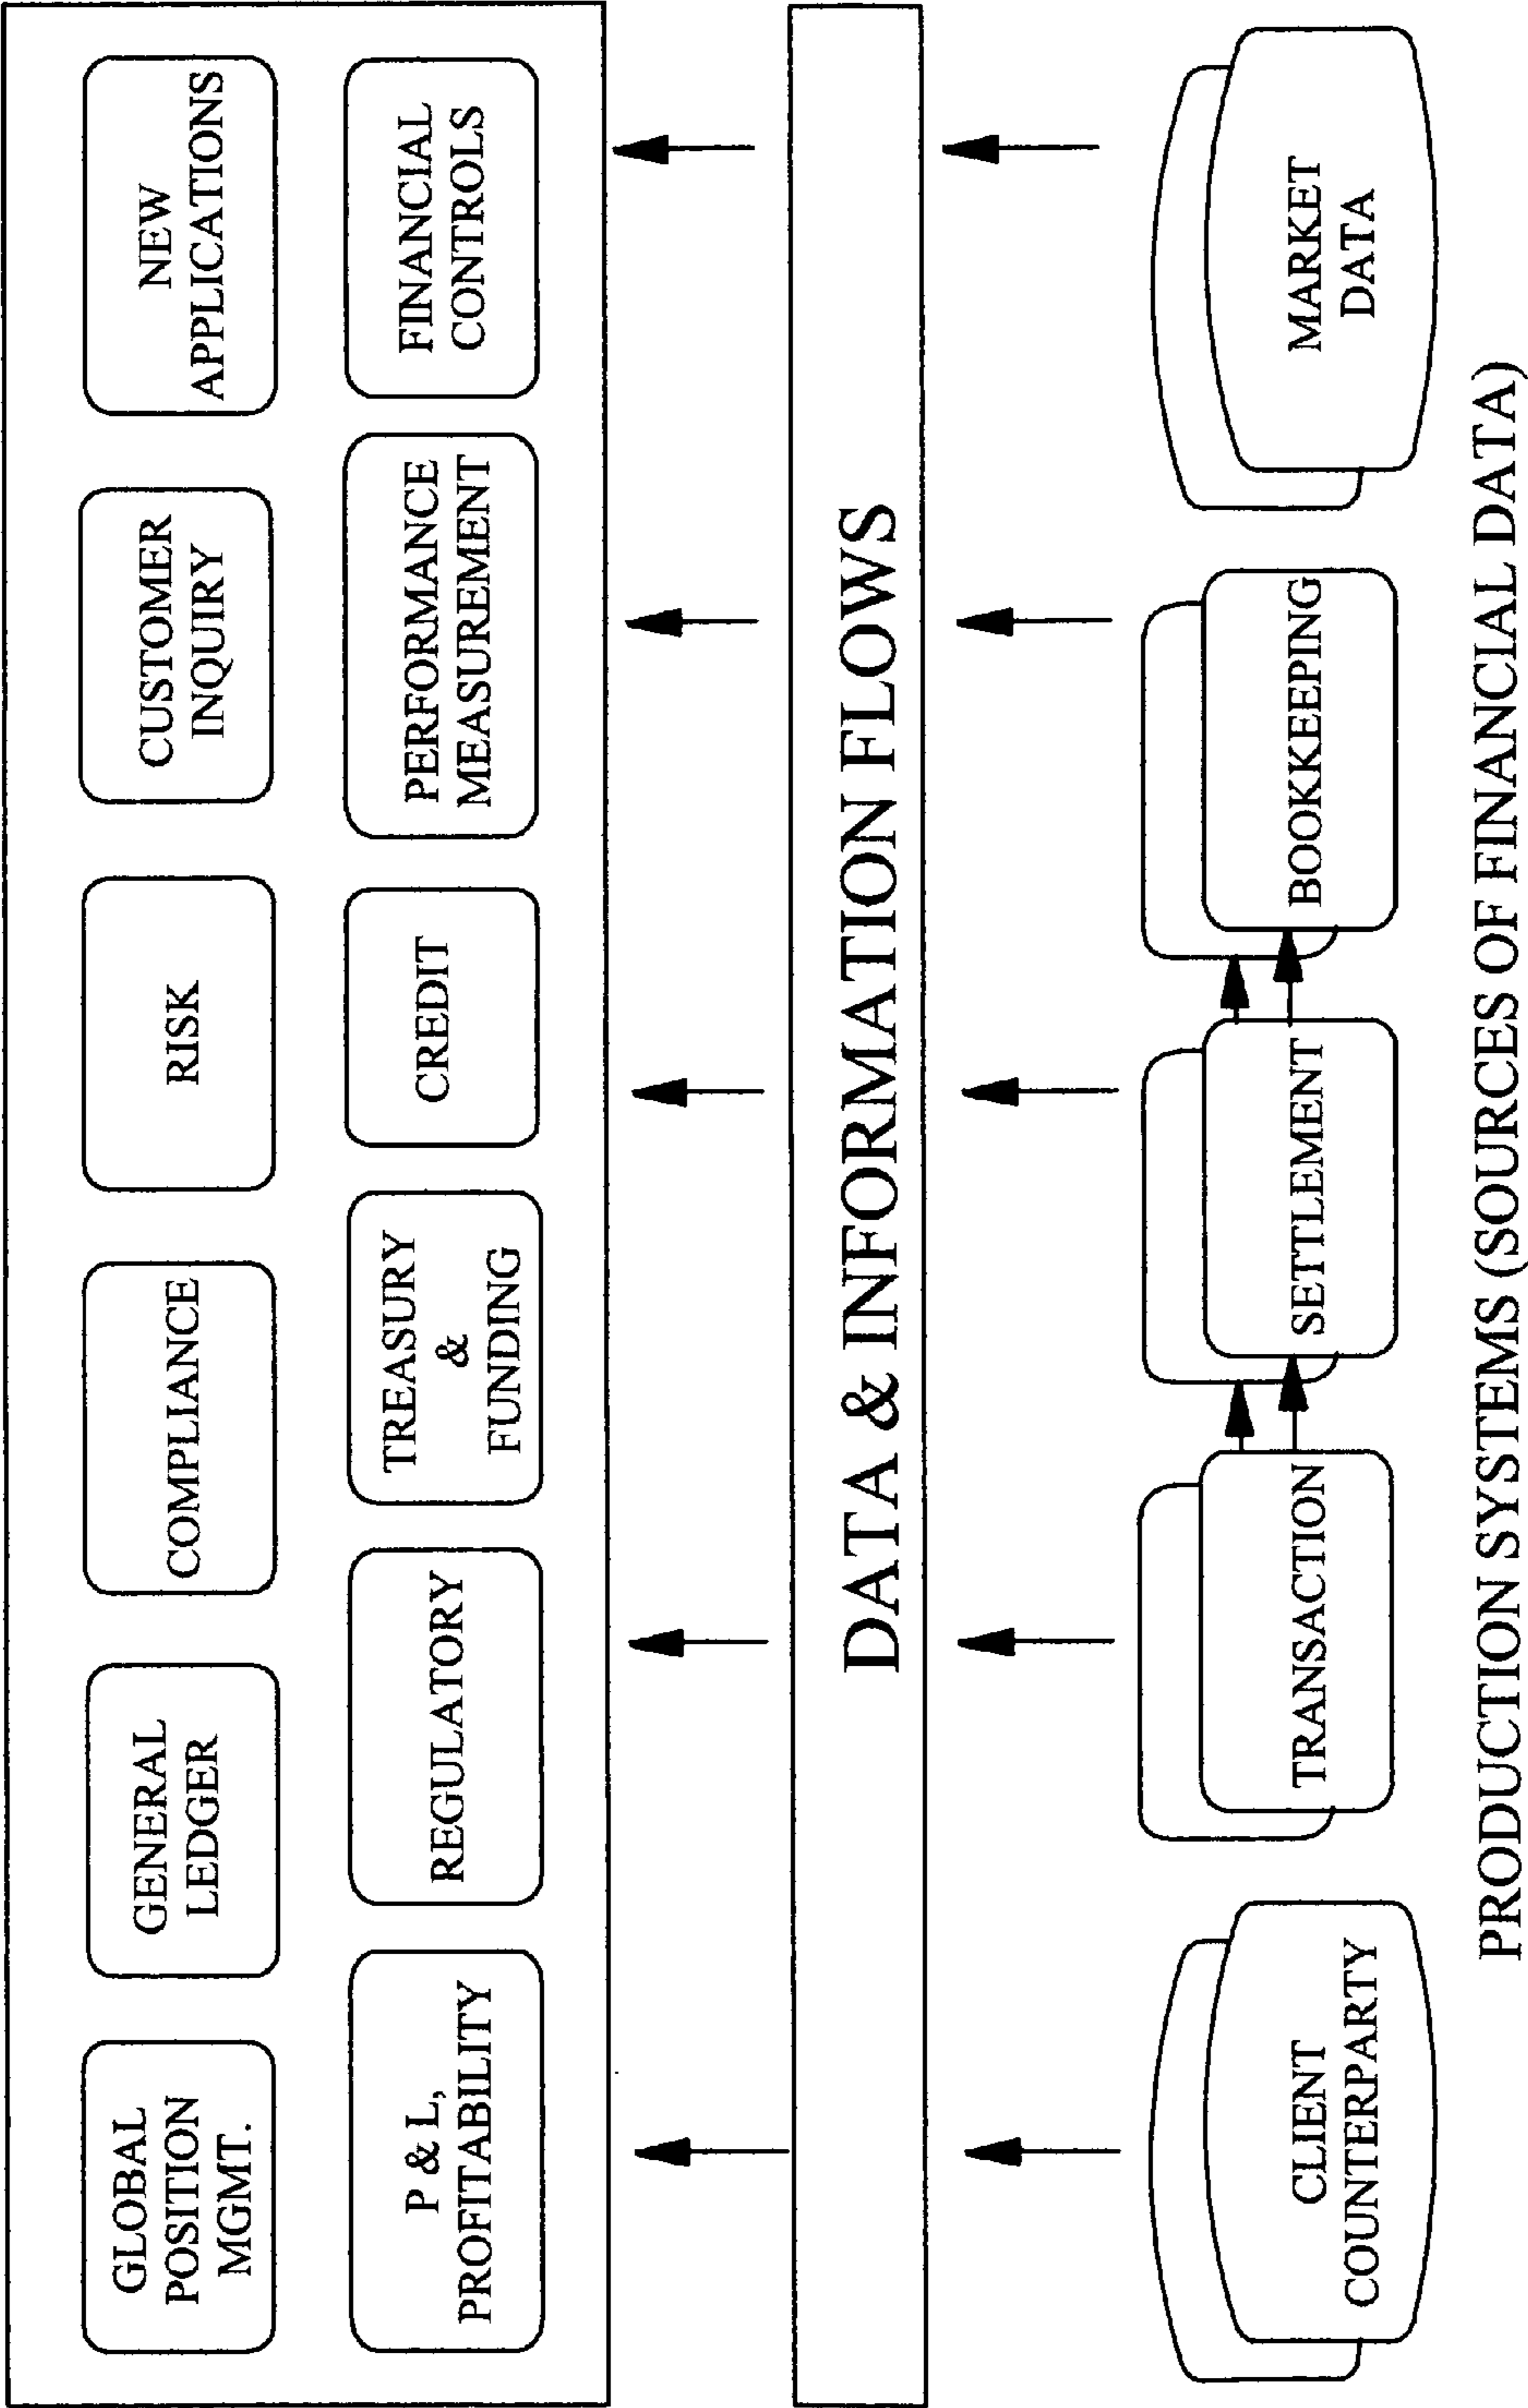 GLOBAL
POSITION
MGMT.
GENERAL
LEDGER
COMPLIANCE
RISK
CUSTOMER
INQUIRY
NEW
APPLICATIONS
P & L,
PROFITABILITY
REGULATORY
TREASURY
&
FUNDING
CREDIT
PERFORMANCE
MEASUREMENT
FINANCIAL
CONTROLS
DATA & INFORMATION FLOWS
CLIENT
COUNTERPARTY
TRANSACTION
SETTLEMENT
BOOKKEEPING
MARKET
DATA
PRODUCTION SYSTEMS (SOURCES OF FINANCIAL DATA)